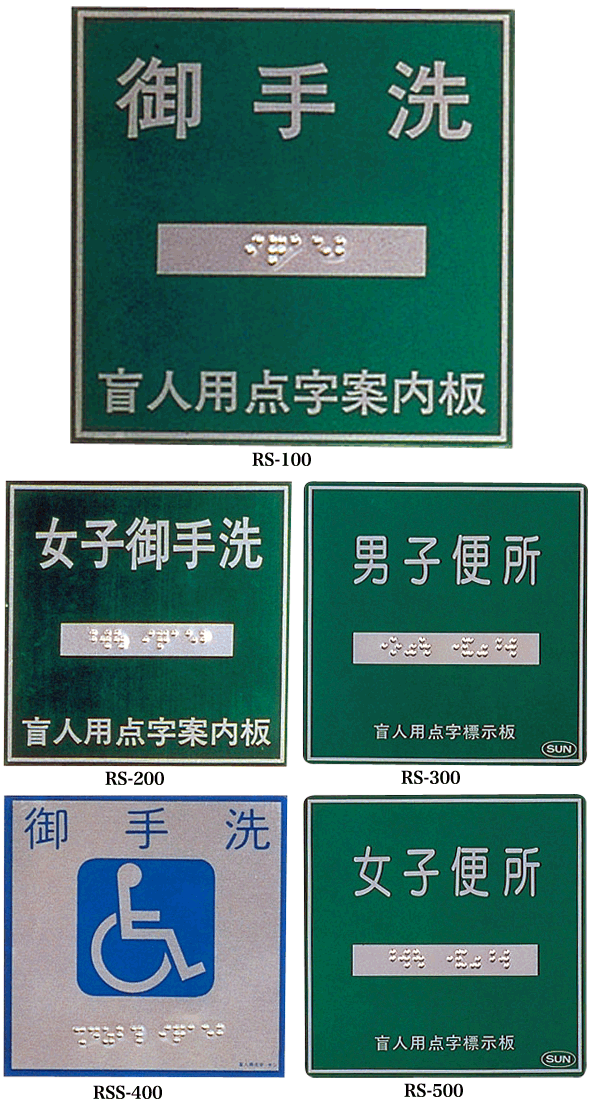 御手洗
盲人用点字案内板
RS-100
女子御手洗
盲人用点字案内板
RS-200
男子便所
盲人用点字標示板
SUN
RS-300
御手洗
RSS-400
女子便所
盲人用点字標示板
SUN
RS-500